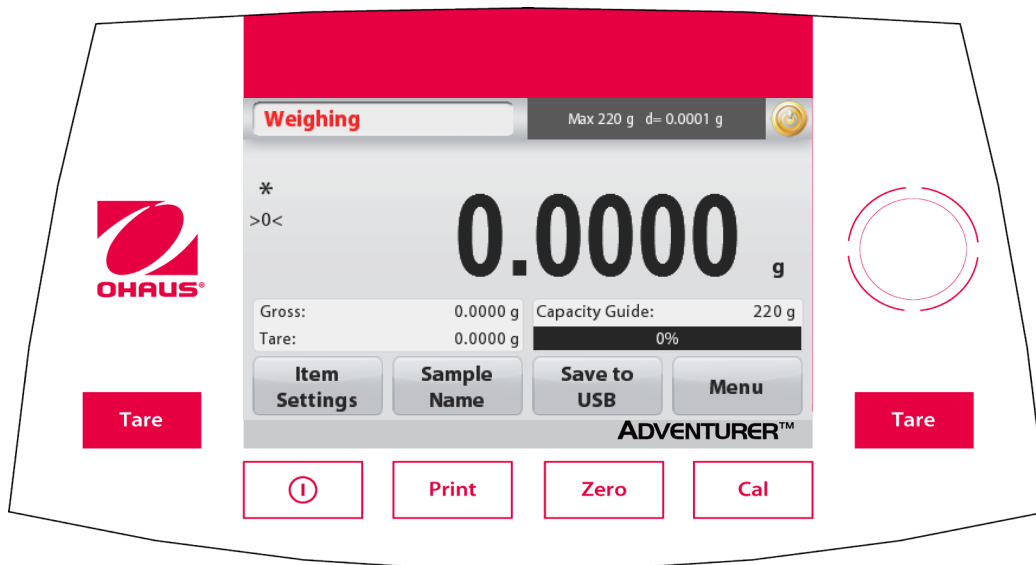 Weighing
Max 220 g d= 0.0001 g
*
>0<
0.0000 g
OHAUS®
Gross: 0.0000 g
Capacity Guide: 220 g
Tare: 0.0000 g
0%
Item Settings
Sample Name
Save to USB
Menu
Tare
ADVENTURER™
Tare
Print
Zero
Cal